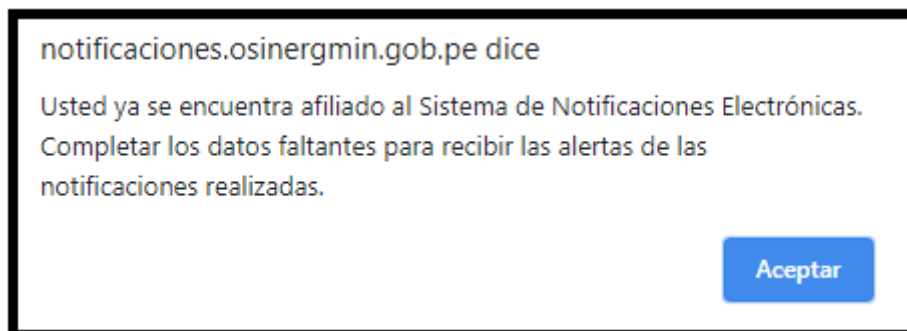 notificaciones.osinergmin.gob.pe dice
Usted ya se encuentra afiliado al Sistema de Notificaciones Electrónicas.
Completar los datos faltantes para recibir las alertas de las
notificaciones realizadas.
Aceptar